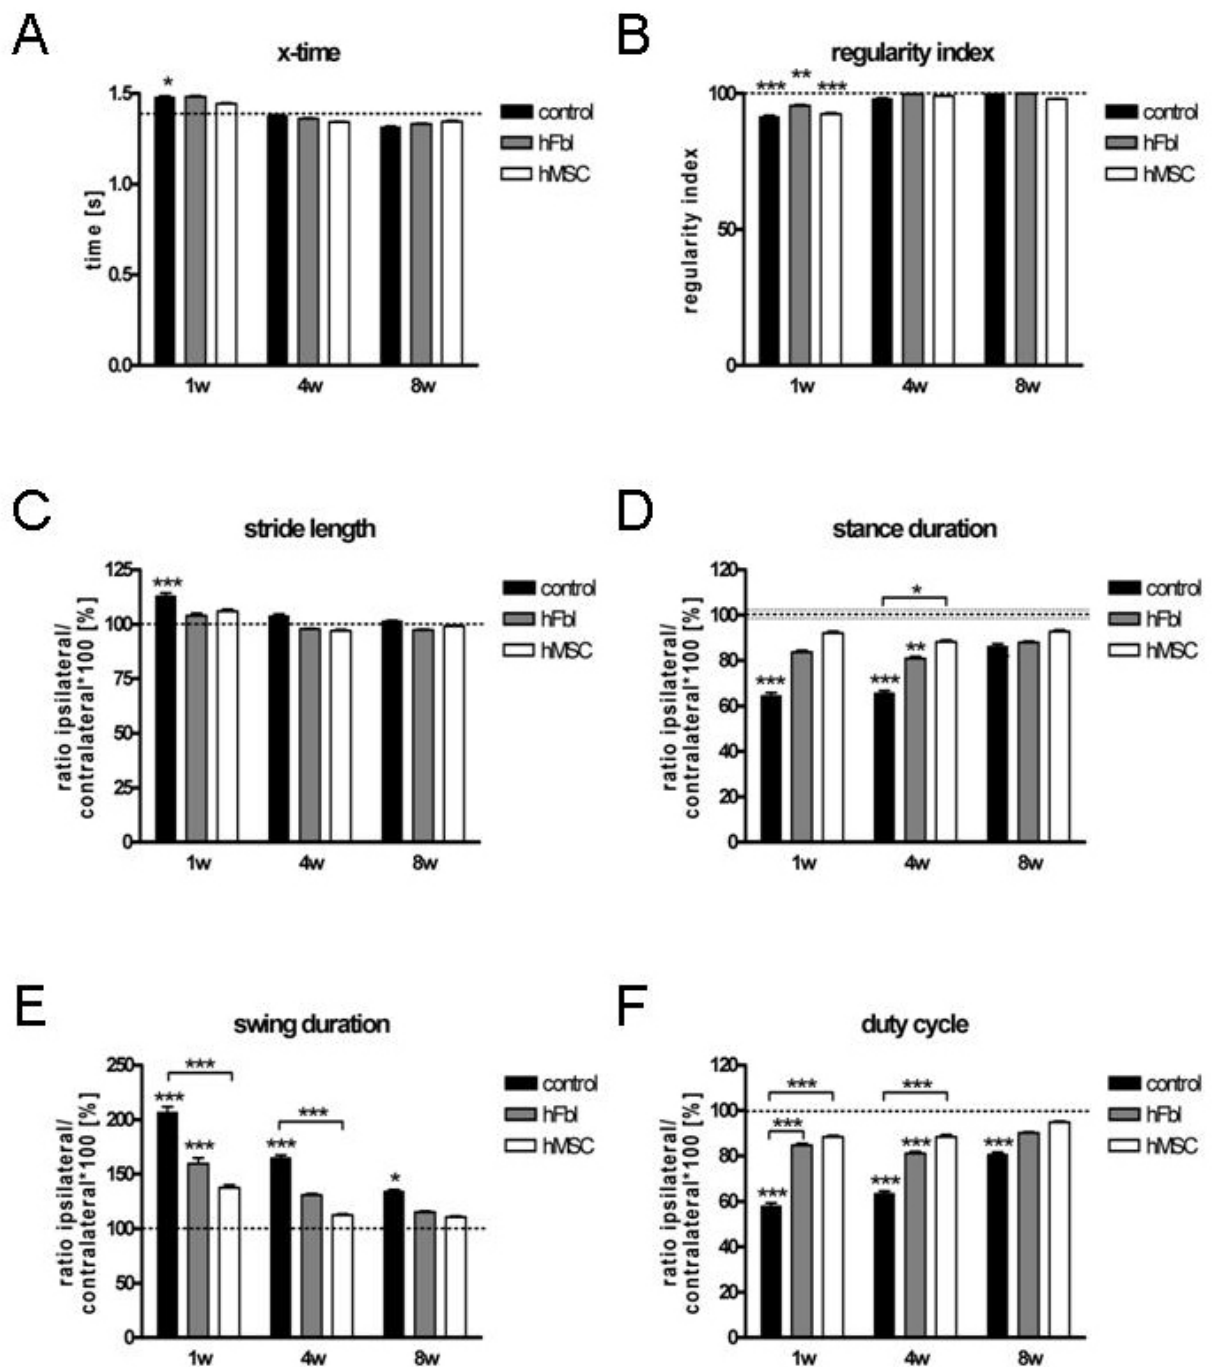 A
x-time
*
1.5
1.0
0.5
0.0
time [s]
1w 4w 8w
control
hFbl
hMSC
B
regularity index
*** ** ***
100
50
0
regularity index
1w 4w 8w
control
hFbl
hMSC
C
stride length
***
125
100
75
50
25
0
ratio ipsilateral/
contralateral*100 [%]
1w 4w 8w
control
hFbl
hMSC
D
stance duration
120
100
80
60
40
20
0
*
**
*** ***
ratio ipsilateral/
contralateral*100 [%]
1w 4w 8w
control
hFbl
hMSC
E
swing duration
250
200
150
100
50
0
***
***
***
*** ***
*
ratio ipsilateral/
contralateral*100 [%]
1w 4w 8w
control
hFbl
hMSC
F
duty cycle
120
100
80
60
40
20
0
*** ***
***
*** ***
***
***
ratio ipsilateral/
contralateral*100 [%]
1w 4w 8w
control
hFbl
hMSC